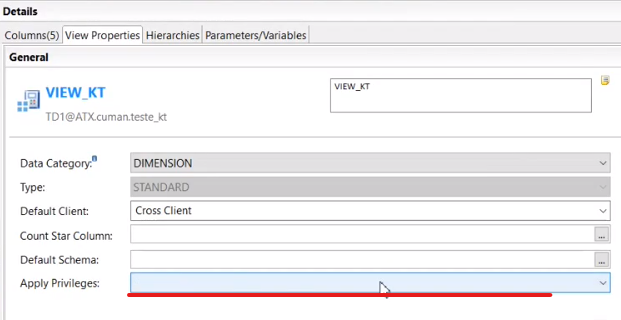 Details
Columns(5) View Properties Hierarchies Parameters/Variables
General
VIEW_KT
VIEW_KT
TD1@ATX.cuman.teste_kt
Data Category:
DIMENSION
Type:
STANDARD
Default Client:
Cross Client
Count Star Column:
...
Default Schema:
...
Apply Privileges: